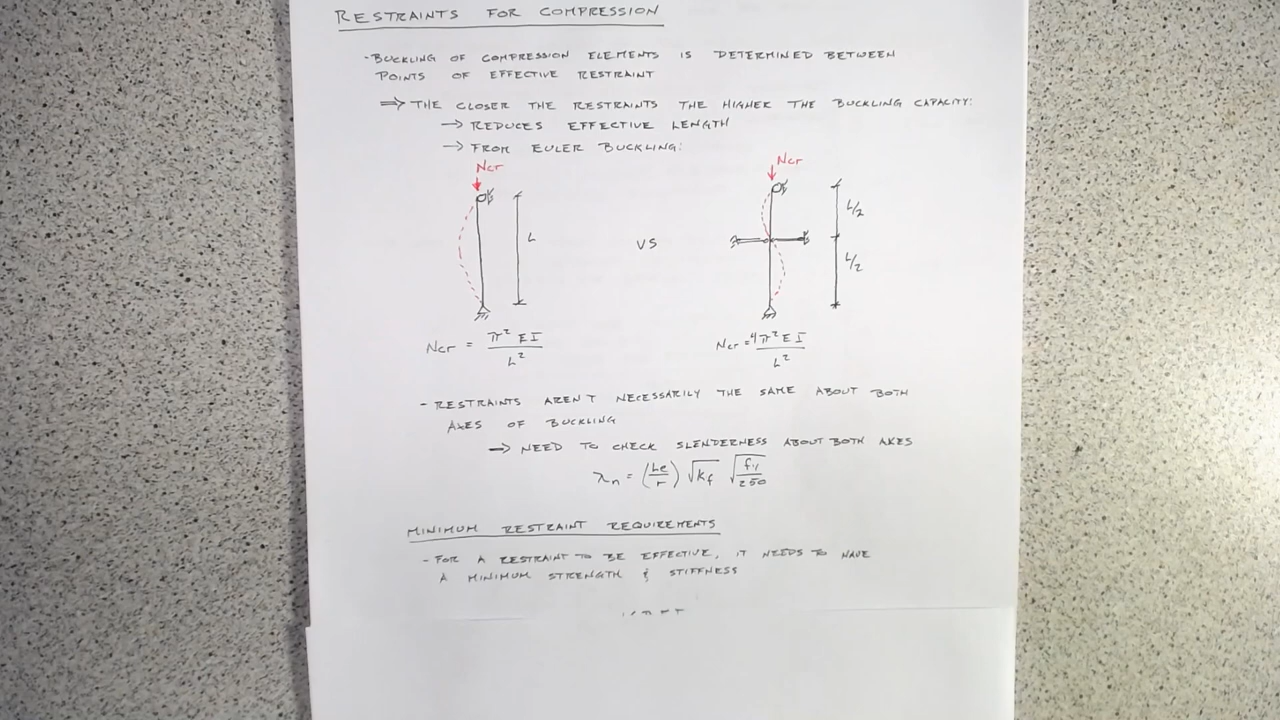 RESTRAINTS FOR COMPRESSION
- BUCKLING OF COMPRESSION ELEMENTS IS DETERMINED BETWEEN
POINTS OF EFFECTIVE RESTRAINT
⇒ THE CLOSER THE RESTRAINTS THE HIGHER THE BUCKLING CAPACITY:
→ REDUCES EFFECTIVE LENGTH
→ FROM EULER BUCKLING:
Ncr
Ncr
L
VS
L/2
L/2
Ncr = π² EI / L²
Ncr = 4π² EI / L²
- RESTRAINTS AREN'T NECESSARILY THE SAME ABOUT BOTH
AXES OF BUCKLING
→ NEED TO CHECK SLENDERNESS ABOUT BOTH AXES
λn = (Le/r) √kf √(fy/250)
MINIMUM RESTRAINT REQUIREMENTS
- FOR A RESTRAINT TO BE EFFECTIVE, IT NEEDS TO HAVE
A MINIMUM STRENGTH & STIFFNESS